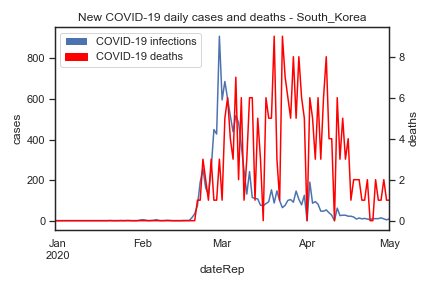 New COVID-19 daily cases and deaths - South_Korea
COVID-19 infections
COVID-19 deaths
800
600
400
200
0
cases
8
6
4
2
0
deaths
Jan Feb Mar Apr May
2020
dateRep